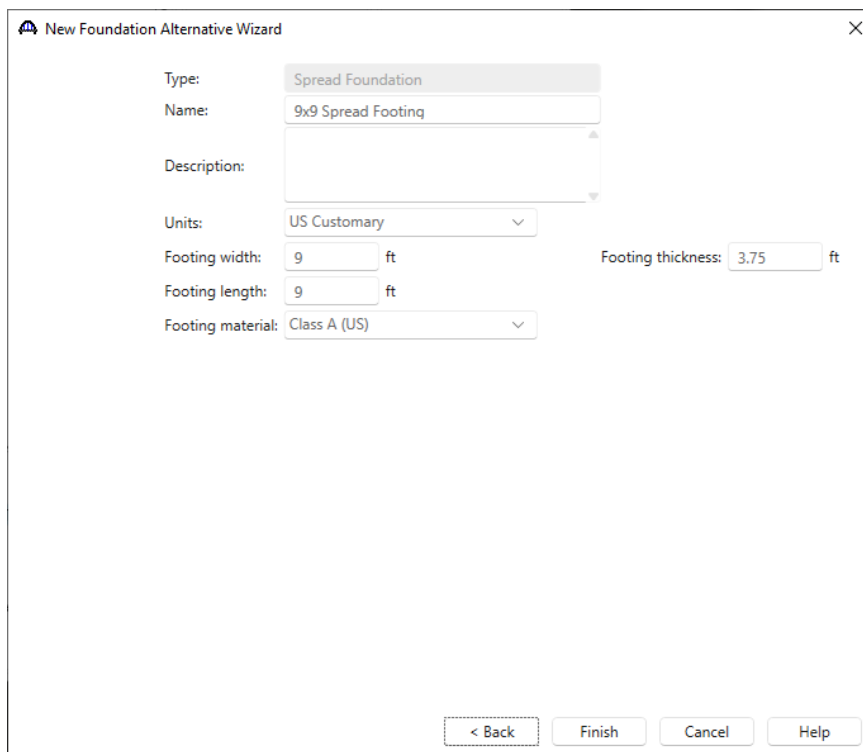 New Foundation Alternative Wizard
Type: Spread Foundation
Name: 9x9 Spread Footing
Description:
Units: US Customary
Footing width: 9 ft Footing thickness: 3.75 ft
Footing length: 9 ft
Footing material: Class A (US)
< Back Finish Cancel Help